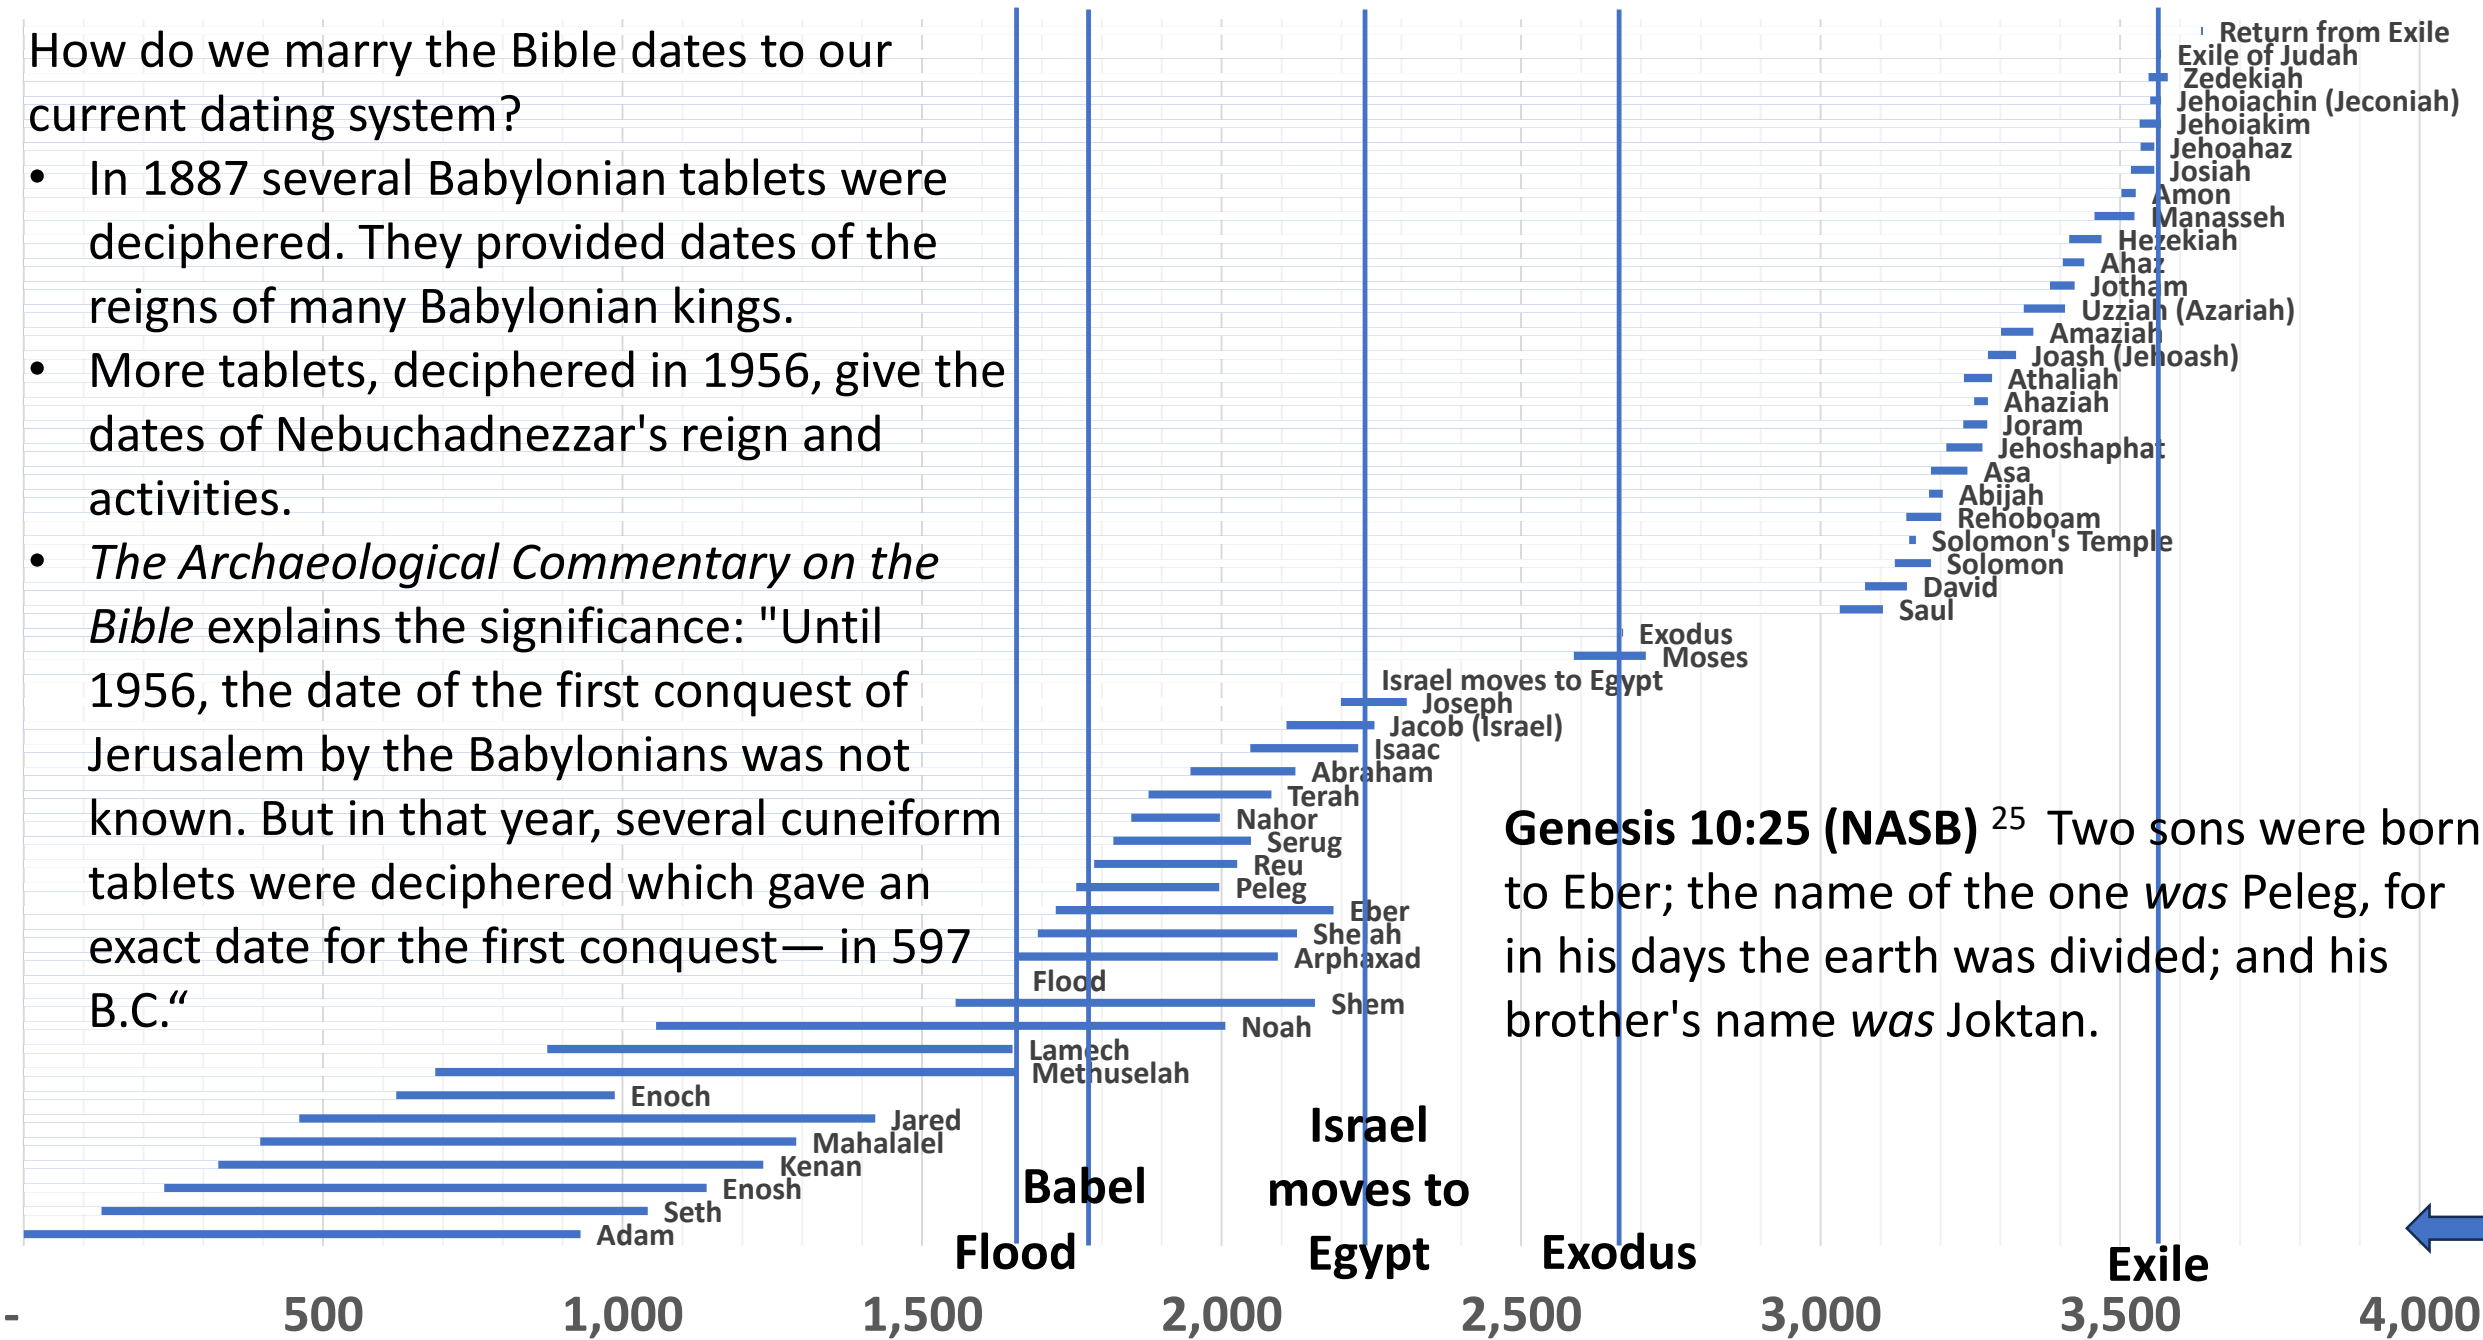 How do we marry the Bible dates to our
current dating system?
• In 1887 several Babylonian tablets were
deciphered. They provided dates of the
reigns of many Babylonian kings.
• More tablets, deciphered in 1956, give the
dates of Nebuchadnezzar's reign and
activities.
• The Archaeological Commentary on the
Bible explains the significance: "Until
1956, the date of the first conquest of
Jerusalem by the Babylonians was not
known. But in that year, several cuneiform
tablets were deciphered which gave an
exact date for the first conquest— in 597
B.C.“
Return from Exile
Exile of Judah
Zedekiah
Jehoiachin (Jeconiah)
Jehoiakim
Jehoahaz
Josiah
Amon
Manasseh
Hezekiah
Ahaz
Jotham
Uzziah (Azariah)
Amaziah
Joash (Jehoash)
Athaliah
Ahaziah
Joram
Jehoshaphat
Asa
Abijah
Rehoboam
Solomon's Temple
Solomon
David
Saul
Exodus
Moses
Israel moves to Egypt
Joseph
Jacob (Israel)
Isaac
Abraham
Terah
Nahor
Serug
Reu
Peleg
Eber
Shelah
Arphaxad
Flood
Shem
Noah
Lamech
Methuselah
Enoch
Jared
Mahalalel
Kenan
Enosh
Seth
Adam
Genesis 10:25 (NASB) 25 Two sons were born
to Eber; the name of the one was Peleg, for
in his days the earth was divided; and his
brother's name was Joktan.
Flood
Babel
Israel
moves to
Egypt
Exodus
Exile
- 500 1,000 1,500 2,000 2,500 3,000 3,500 4,000